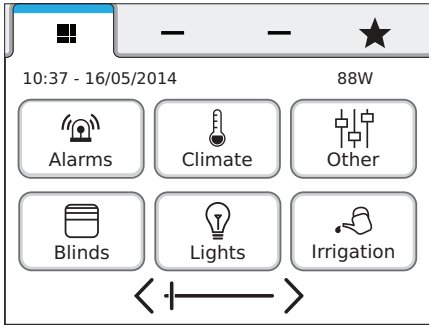 10:37 - 16/05/2014 88W
Alarms Climate Other
Blinds Lights Irrigation